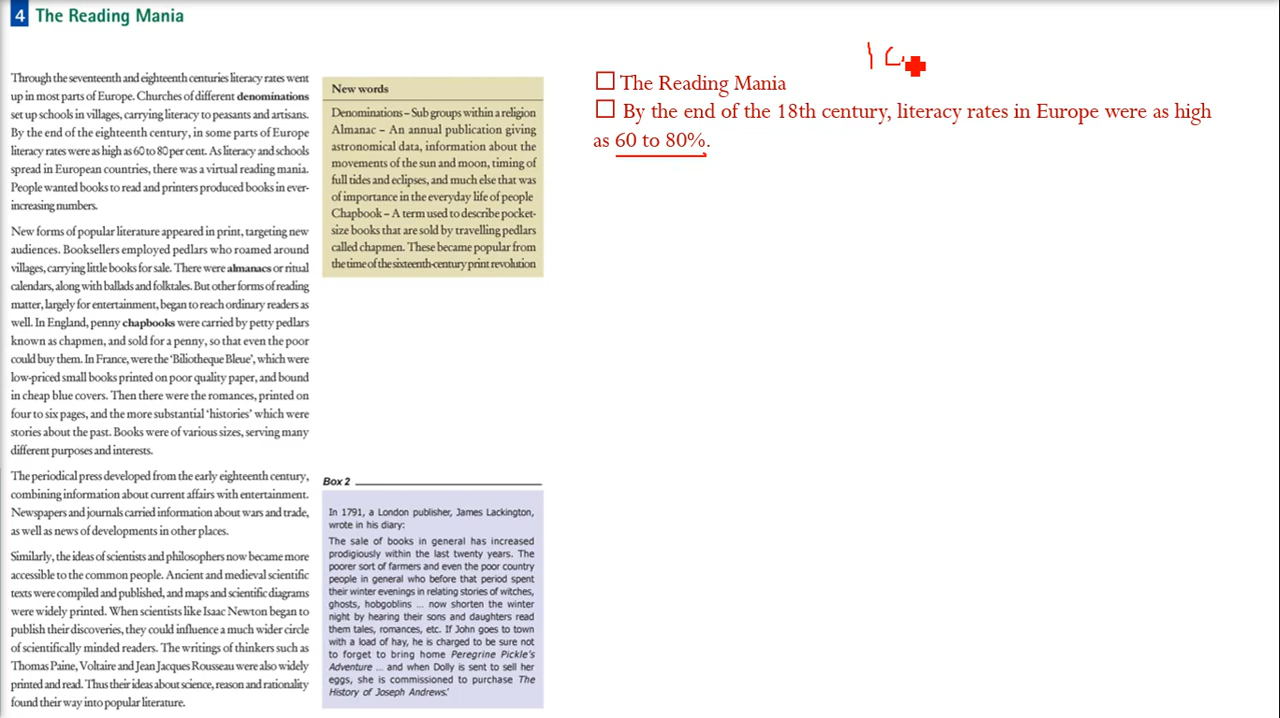 4 The Reading Mania
Through the seventeenth and eighteenth centuries literacy rates went
up in most parts of Europe. Churches of different denominations
set up schools in villages, carrying literacy to peasants and artisans.
By the end of the eighteenth century, in some parts of Europe
literacy rates were as high as 60 to 80 per cent. As literacy and schools
spread in European countries, there was a virtual reading mania.
People wanted books to read and printers produced books in ever-
increasing numbers.
New forms of popular literature appeared in print, targeting new
audiences. Booksellers employed pedlars who roamed around
villages, carrying little books for sale. There were almanacs or ritual
calendars, along with ballads and folktales. But other forms of reading
matter, largely for entertainment, began to reach ordinary readers as
well. In England, penny chapbooks were carried by petty pedlars
known as chapmen, and sold for a penny, so that even the poor
could buy them. In France, were the 'Biliotheque Bleue', which were
low-priced small books printed on poor quality paper, and bound
in cheap blue covers. Then there were the romances, printed on
four to six pages, and the more substantial 'histories' which were
stories about the past. Books were of various sizes, serving many
different purposes and interests.
The periodical press developed from the early eighteenth century,
combining information about current affairs with entertainment.
Newspapers and journals carried information about wars and trade,
as well as news of developments in other places.
Similarly, the ideas of scientists and philosophers now became more
accessible to the common people. Ancient and medieval scientific
texts were compiled and published, and maps and scientific diagrams
were widely printed. When scientists like Isaac Newton began to
publish their discoveries, they could influence a much wider circle
of scientifically minded readers. The writings of thinkers such as
Thomas Paine, Voltaire and Jean Jacques Rousseau were also widely
printed and read. Thus their ideas about science, reason and rationality
found their way into popular literature.
New words
Denominations – Sub groups within a religion
Almanac – An annual publication giving
astronomical data, information about the
movements of the sun and moon, timing of
full tides and eclipses, and much else that was
of importance in the everyday life of people
Chapbook – A term used to describe pocket-
size books that are sold by travelling pedlars
called chapmen. These became popular from
the time of the sixteenth-century print revolution
Box 2
In 1791, a London publisher, James Lackington,
wrote in his diary:
The sale of books in general has increased
prodigiously within the last twenty years. The
poorer sort of farmers and even the poor country
people in general who before that period spent
their winter evenings in relating stories of witches,
ghosts, hobgoblins ... now shorten the winter
night by hearing their sons and daughters read
them tales, romances, etc. If John goes to town
with a load of hay, he is charged to be sure not
to forget to bring home Peregrine Pickle's
Adventure ... and when Dolly is sent to sell her
eggs, she is commissioned to purchase The
History of Joseph Andrews.'
☐ The Reading Mania
☐ By the end of the 18th century, literacy rates in Europe were as high
as 60 to 80%.